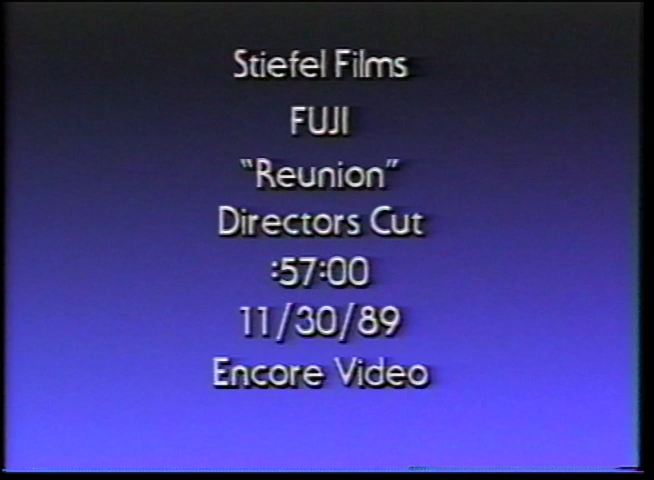 Stiefel Films
FUJI
"Reunion"
Directors Cut
:57:00
11/30/89
Encore Video